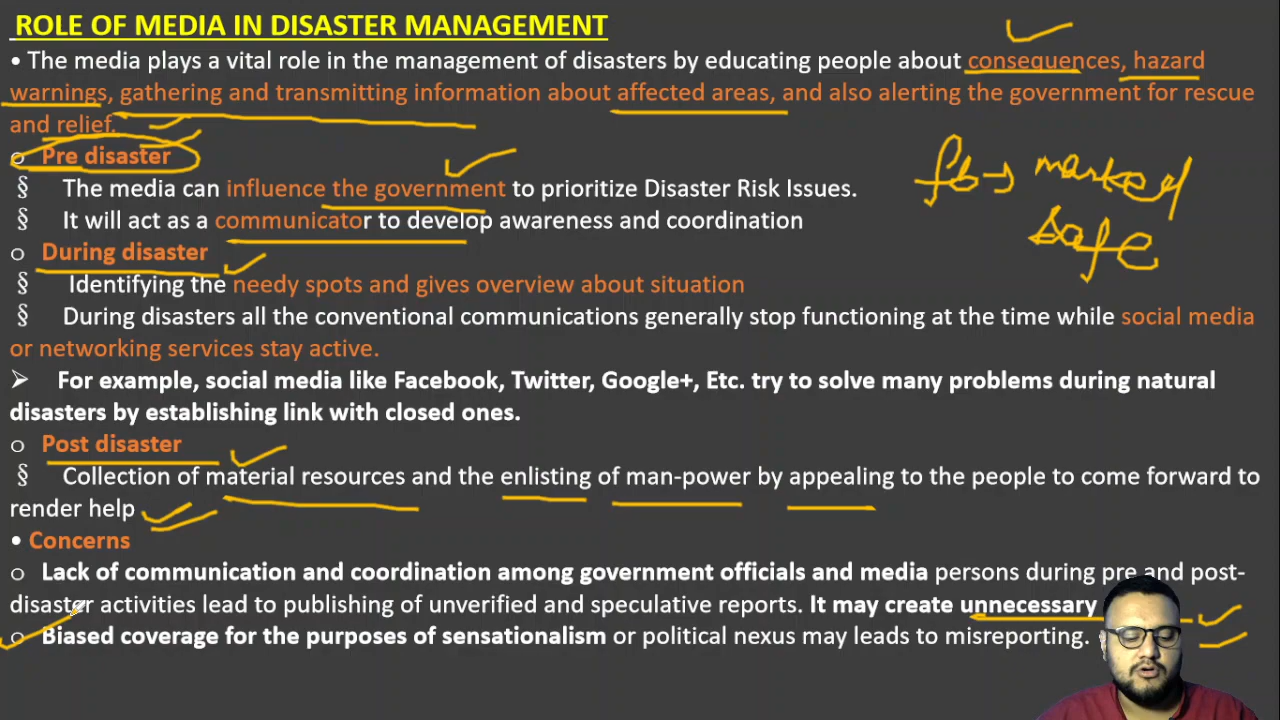 ROLE OF MEDIA IN DISASTER MANAGEMENT
• The media plays a vital role in the management of disasters by educating people about consequences, hazard
warnings, gathering and transmitting information about affected areas, and also alerting the government for rescue
and relief.
o Pre disaster
§ The media can influence the government to prioritize Disaster Risk Issues.
§ It will act as a communicator to develop awareness and coordination
fb → marked
safe
o During disaster
§ Identifying the needy spots and gives overview about situation
§ During disasters all the conventional communications generally stop functioning at the time while social media
or networking services stay active.
➢ For example, social media like Facebook, Twitter, Google+, Etc. try to solve many problems during natural
disasters by establishing link with closed ones.
o Post disaster
§ Collection of material resources and the enlisting of man-power by appealing to the people to come forward to
render help
• Concerns
o Lack of communication and coordination among government officials and media persons during pre and post-
disaster activities lead to publishing of unverified and speculative reports. It may create unnecessary
o Biased coverage for the purposes of sensationalism or political nexus may leads to misreporting.